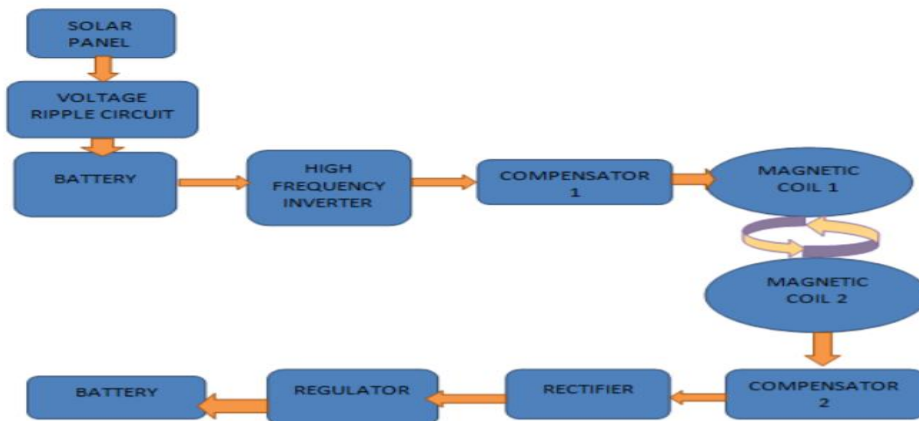 SOLAR
PANEL
VOLTAGE
RIPPLE CIRCUIT
BATTERY
HIGH
FREQUENCY
INVERTER
COMPENSATOR
1
MAGNETIC
COIL 1
MAGNETIC
COIL 2
COMPENSATOR
2
RECTIFIER
REGULATOR
BATTERY